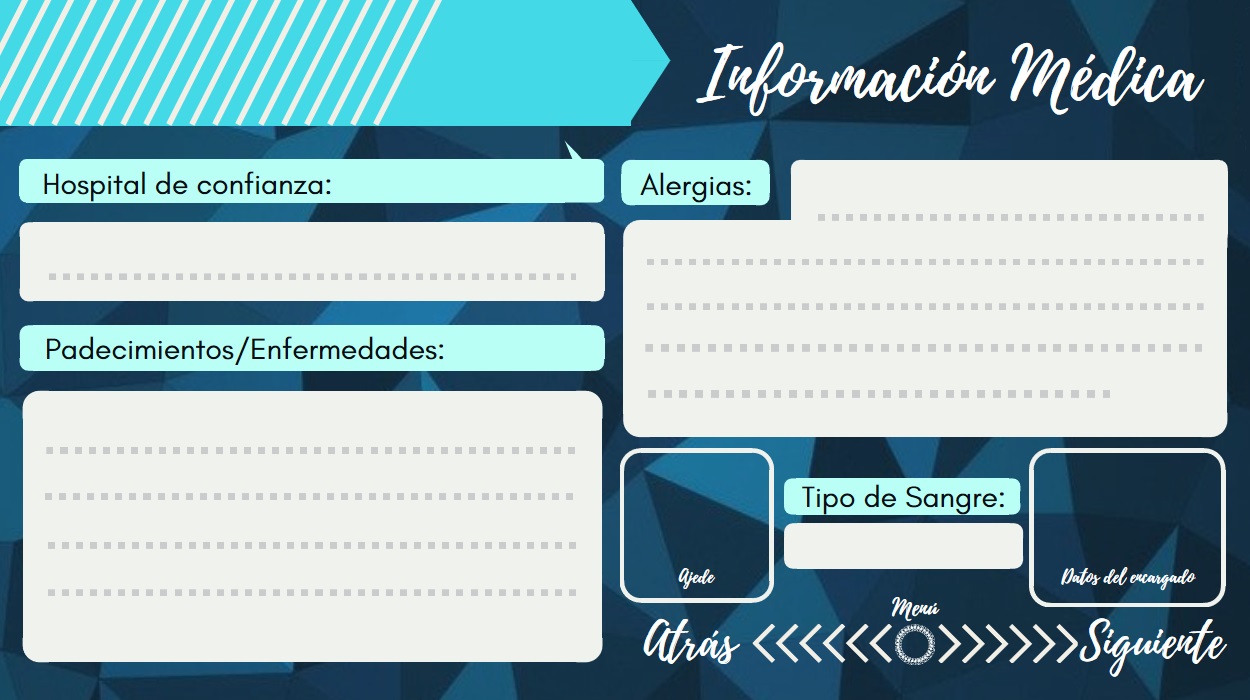 Información Médica
Hospital de confianza:
Alergias:
Padecimientos/Enfermedades:
Tipo de Sangre:
Ajede
Datos del encargado
Menú
Atrás
Siguiente